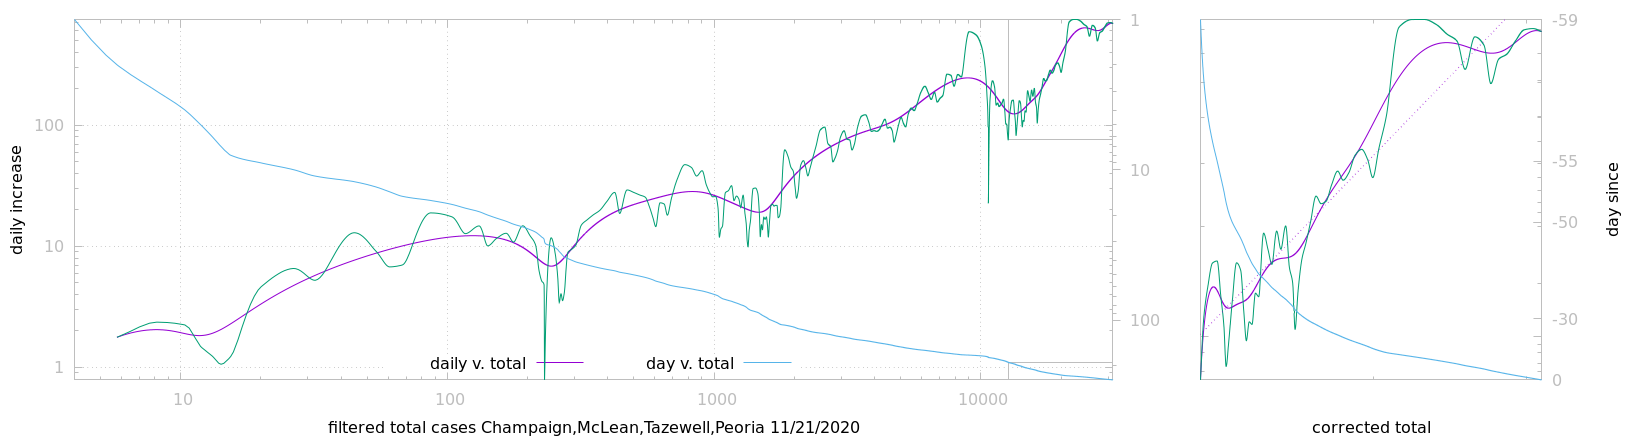 1
-59
100
-55
10
daily increase
-50
day since
10
-30
100
daily v. total
day v. total
1
0
10
100
1000
10000
filtered total cases Champaign,McLean,Tazewell,Peoria 11/21/2020
corrected total